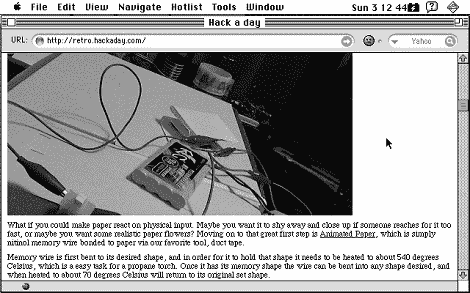 File Edit View Navigate Hotlist Tools Window Sun 3 12 44
Hack a day
URL: http://retro.hackaday.com/ Yahoo
What if you could make paper react on physical input. Maybe you want it to shy away and close up if someone reaches for it too
fast, or maybe you want some realistic paper flowers? Moving on to that great first step is Animated Paper, which is simply
nitinol memory wire bonded to paper via our favorite tool, duct tape.
Memory wire is first bent to its desired shape, and in order for it to hold that shape it needs to be heated to about 540 degrees
Celsius, which is a easy task for a propane torch. Once it has its memory shape the wire can be bent into any shape desired, and
when heated to about 70 degrees Celsius will return to its original set shape.